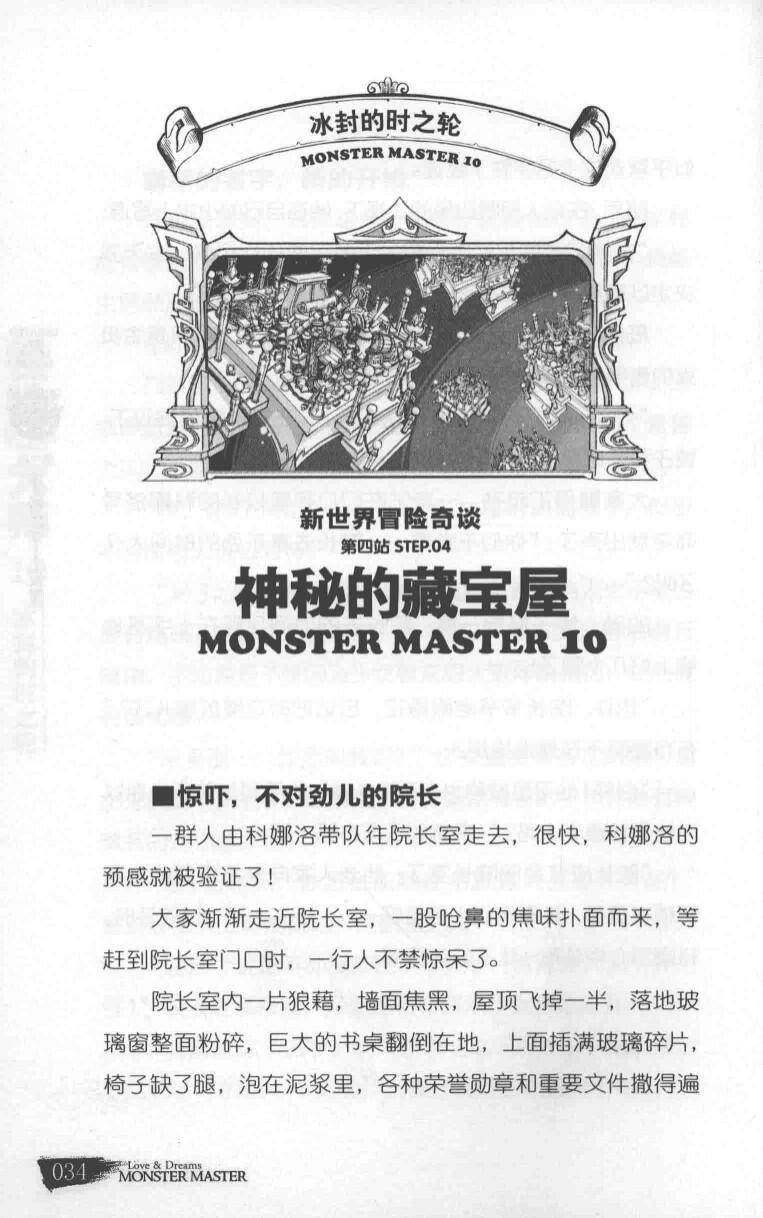 冰封的时之轮
MONSTER MASTER 10
新世界冒险奇谈
第四站 STEP.04
神秘的藏宝屋
MONSTER MASTER 10
■惊吓，不对劲儿的院长
一群人由科娜洛带队往院长室走去，很快，科娜洛的
预感就被验证了！
大家渐渐走近院长室，一股呛鼻的焦味扑面而来，等
赶到院长室门口时，一行人不禁惊呆了。
院长室内一片狼藉，墙面焦黑，屋顶飞掉一半，落地玻
璃窗整面粉碎，巨大的书桌翻倒在地，上面插满玻璃碎片，
椅子缺了腿，泡在泥浆里，各种荣誉勋章和重要文件撒得遍
034
Love & Dreams
MONSTER MASTER